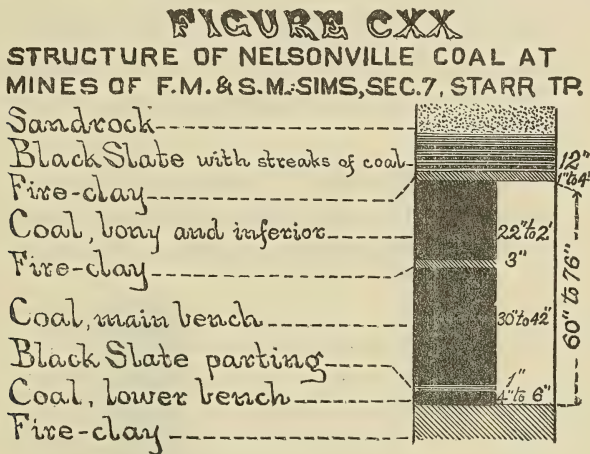 FIGURE CXX
STRUCTURE OF NELSONVILLE COAL AT
MINES OF F.M. & S.M. SIMS, SEC. 7, STARR TP.
Sandrock
Black Slate with streaks of coal 12"
Fire-clay 1" to 4"
Coal, bony and inferior 22" to 2'
Fire-clay 3"
Coal, main bench 30" to 42"
Black Slate parting 1"
Coal, lower bench 4" to 6"
Fire-clay
60" to 76"